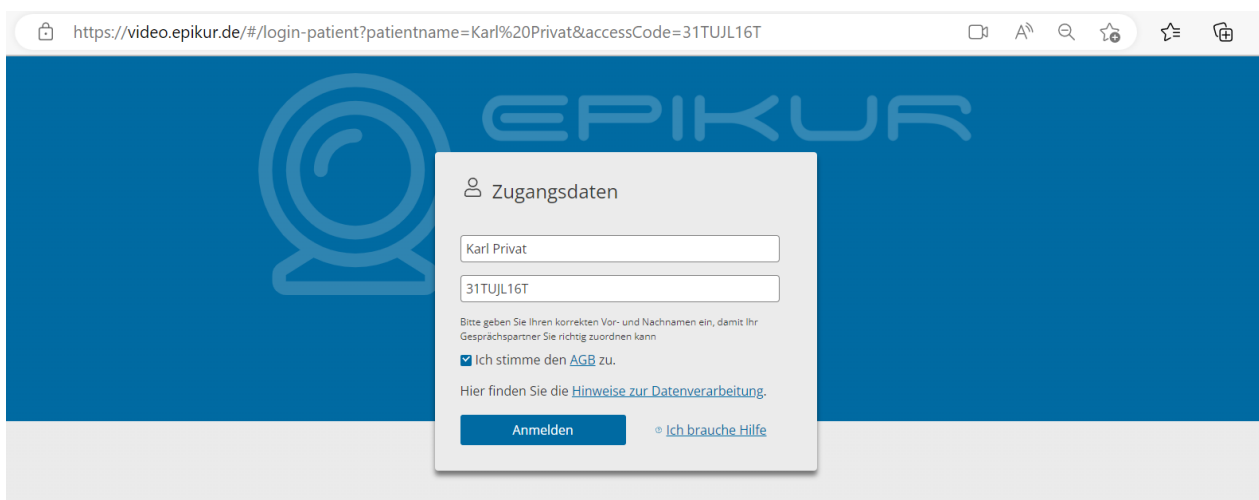 https://video.epikur.de/#/login-patient?patientname=Karl%20Privat&accessCode=31TUJL16T
EPIKUR
Zugangsdaten
Karl Privat
31TUJL16T
Bitte geben Sie Ihren korrekten Vor- und Nachnamen ein, damit Ihr
Gesprächspartner Sie richtig zuordnen kann
Ich stimme den AGB zu.
Hier finden Sie die Hinweise zur Datenverarbeitung.
Anmelden Ich brauche Hilfe